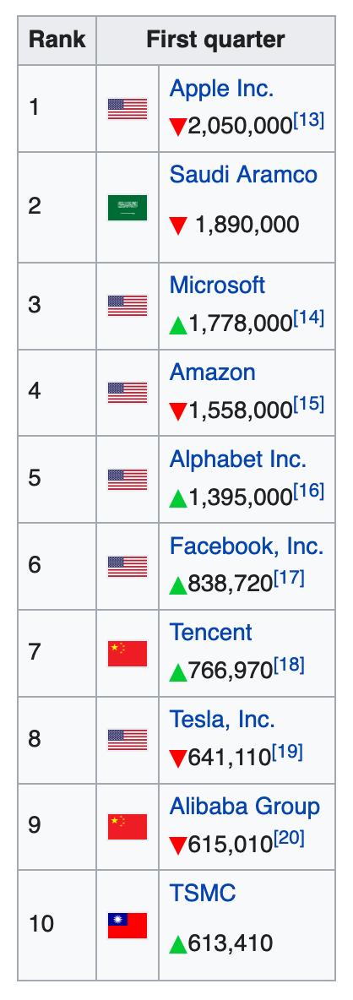 Rank First quarter
1
Apple Inc.
▼2,050,000[13]
2
Saudi Aramco
▼ 1,890,000
3
Microsoft
▲1,778,000[14]
4
Amazon
▼1,558,000[15]
5
Alphabet Inc.
▲1,395,000[16]
6
Facebook, Inc.
▲838,720[17]
7
Tencent
▲766,970[18]
8
Tesla, Inc.
▼641,110[19]
9
Alibaba Group
▼615,010[20]
10
TSMC
▲613,410